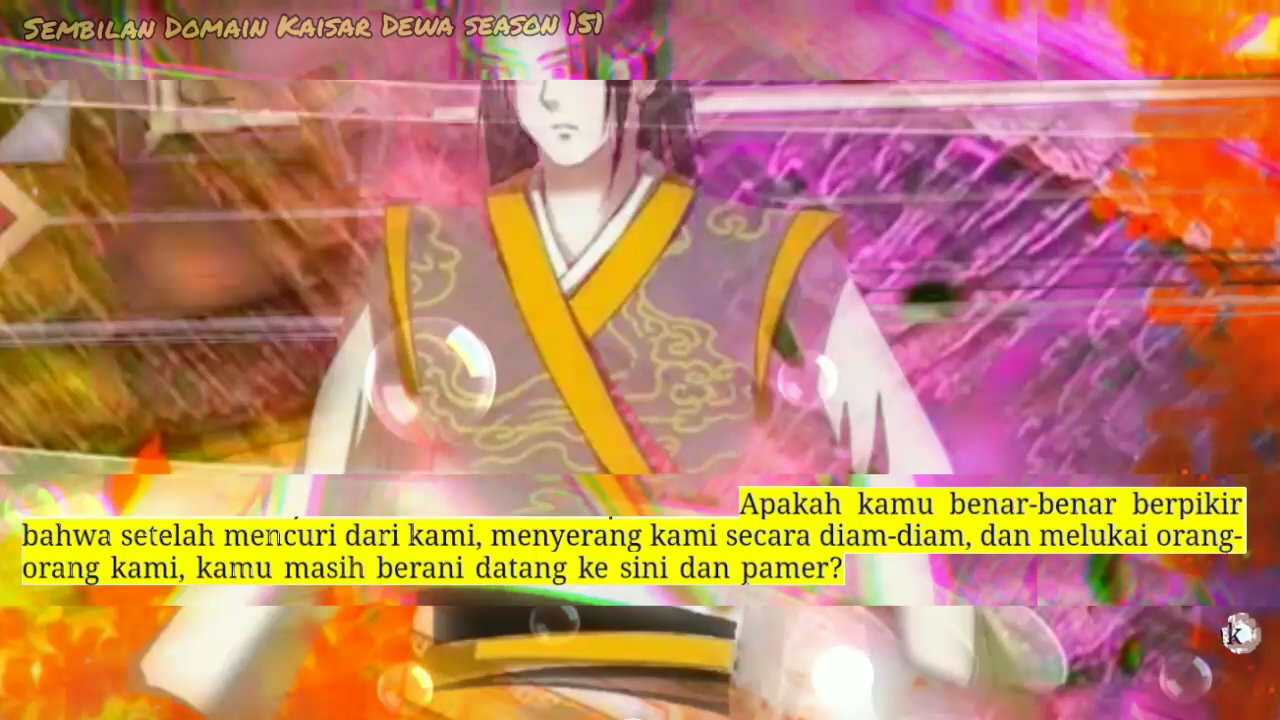 Sembilan Domain Kaisar Dewa season 151
Apakah kamu benar-benar berpikir
bahwa setelah mencuri dari kami, menyerang kami secara diam-diam, dan melukai orang-
orang kami, kamu masih berani datang ke sini dan pamer?
k